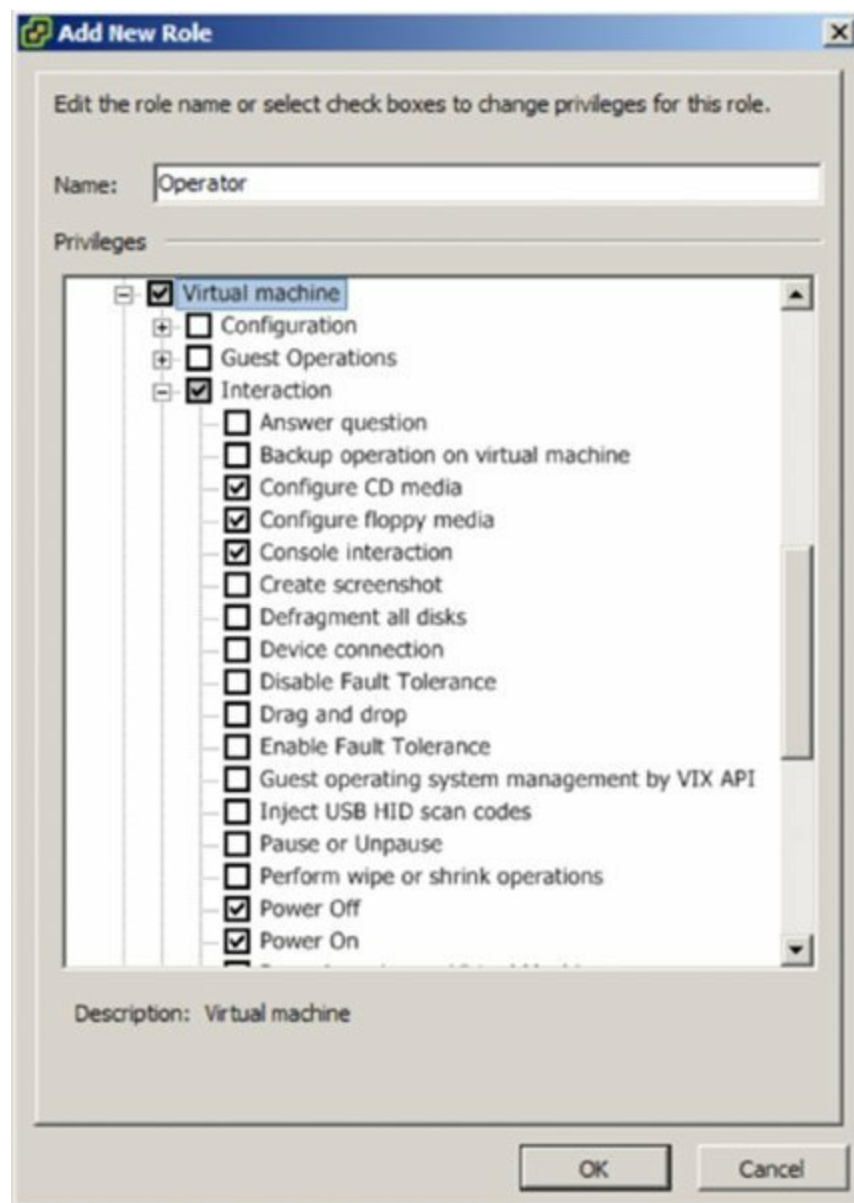 Add New Role
Edit the role name or select check boxes to change privileges for this role.
Name: Operator
Privileges
Virtual machine
Configuration
Guest Operations
Interaction
Answer question
Backup operation on virtual machine
Configure CD media
Configure floppy media
Console interaction
Create screenshot
Defragment all disks
Device connection
Disable Fault Tolerance
Drag and drop
Enable Fault Tolerance
Guest operating system management by VIX API
Inject USB HID scan codes
Pause or Unpause
Perform wipe or shrink operations
Power Off
Power On
Description: Virtual machine
OK Cancel